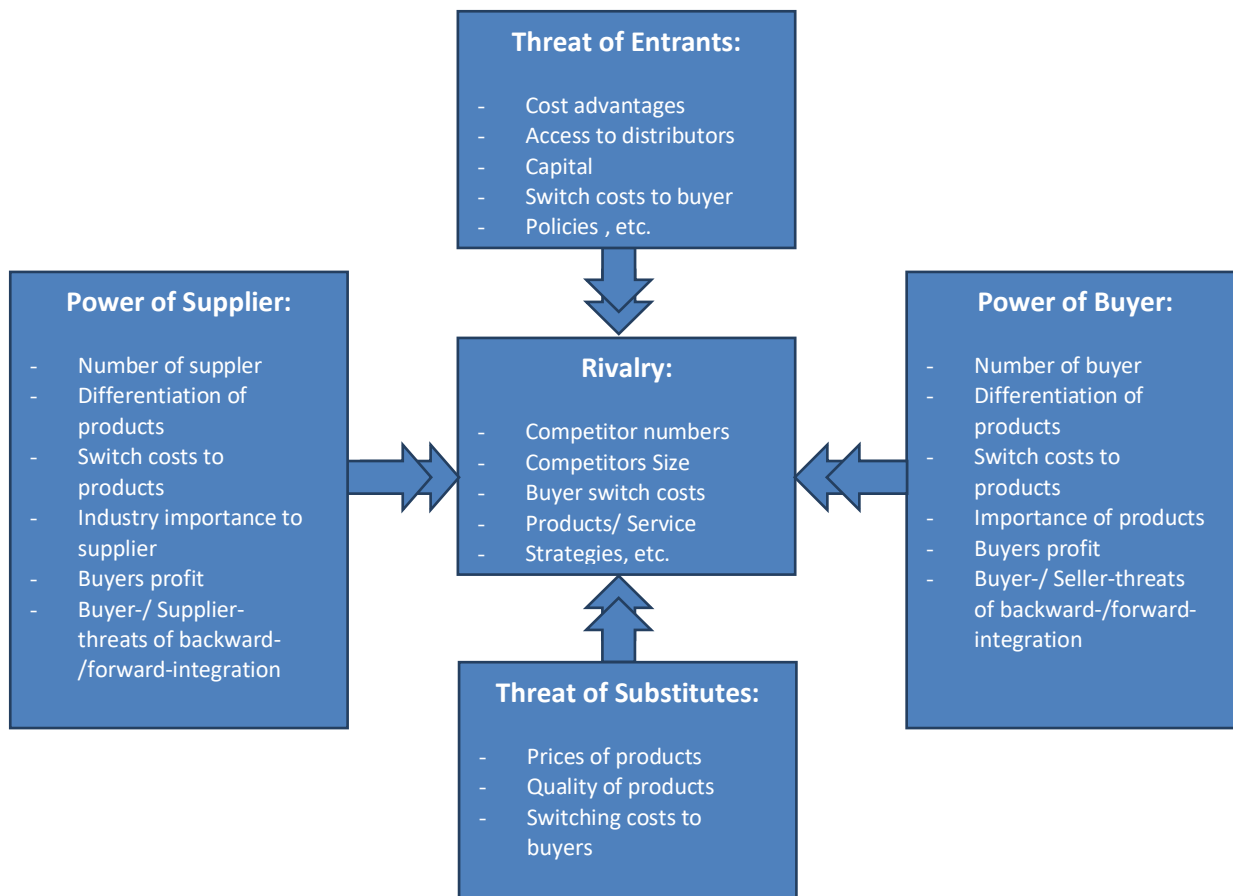 Threat of Entrants:
- Cost advantages
- Access to distributors
- Capital
- Switch costs to buyer
- Policies , etc.
Power of Supplier:
- Number of suppler
- Differentiation of
products
- Switch costs to
products
- Industry importance to
supplier
- Buyers profit
- Buyer-/ Supplier-
threats of backward-
/forward-integration
Rivalry:
- Competitor numbers
- Competitors Size
- Buyer switch costs
- Products/ Service
- Strategies, etc.
Power of Buyer:
- Number of buyer
- Differentiation of
products
- Switch costs to
products
- Importance of products
- Buyers profit
- Buyer-/ Seller-threats
of backward-/forward-
integration
Threat of Substitutes:
- Prices of products
- Quality of products
- Switching costs to
buyers